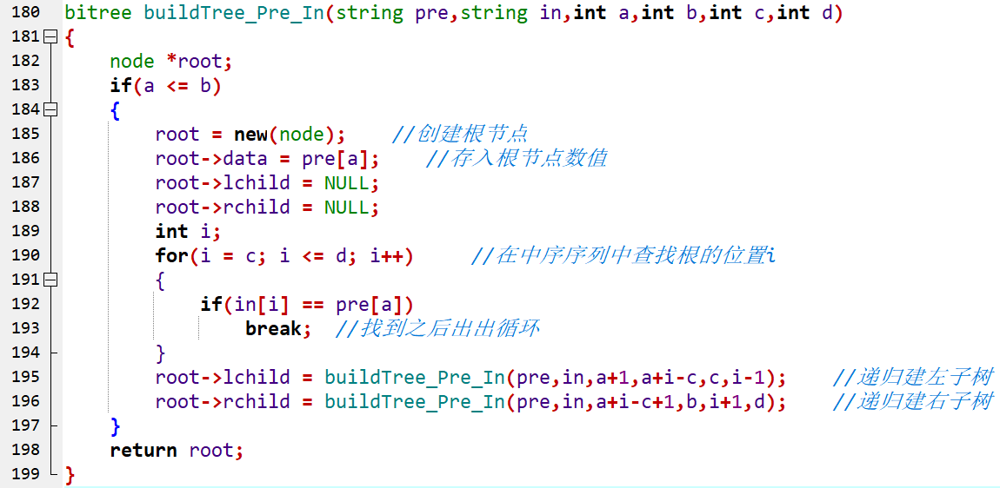 180 bitree buildTree_Pre_In(string pre,string in,int a,int b,int c,int d)
181 {
182     node *root;
183     if(a <= b)
184     {
185         root = new(node);    //创建根节点
186         root->data = pre[a];    //存入根节点数值
187         root->lchild = NULL;
188         root->rchild = NULL;
189         int i;
190         for(i = c; i <= d; i++)     //在中序序列中查找根的位置i
191         {
192             if(in[i] == pre[a])
193                 break;  //找到之后出出循环
194         }
195         root->lchild = buildTree_Pre_In(pre,in,a+1,a+i-c,c,i-1);    //递归建左子树
196         root->rchild = buildTree_Pre_In(pre,in,a+i-c+1,b,i+1,d);    //递归建右子树
197     }
198     return root;
199 }